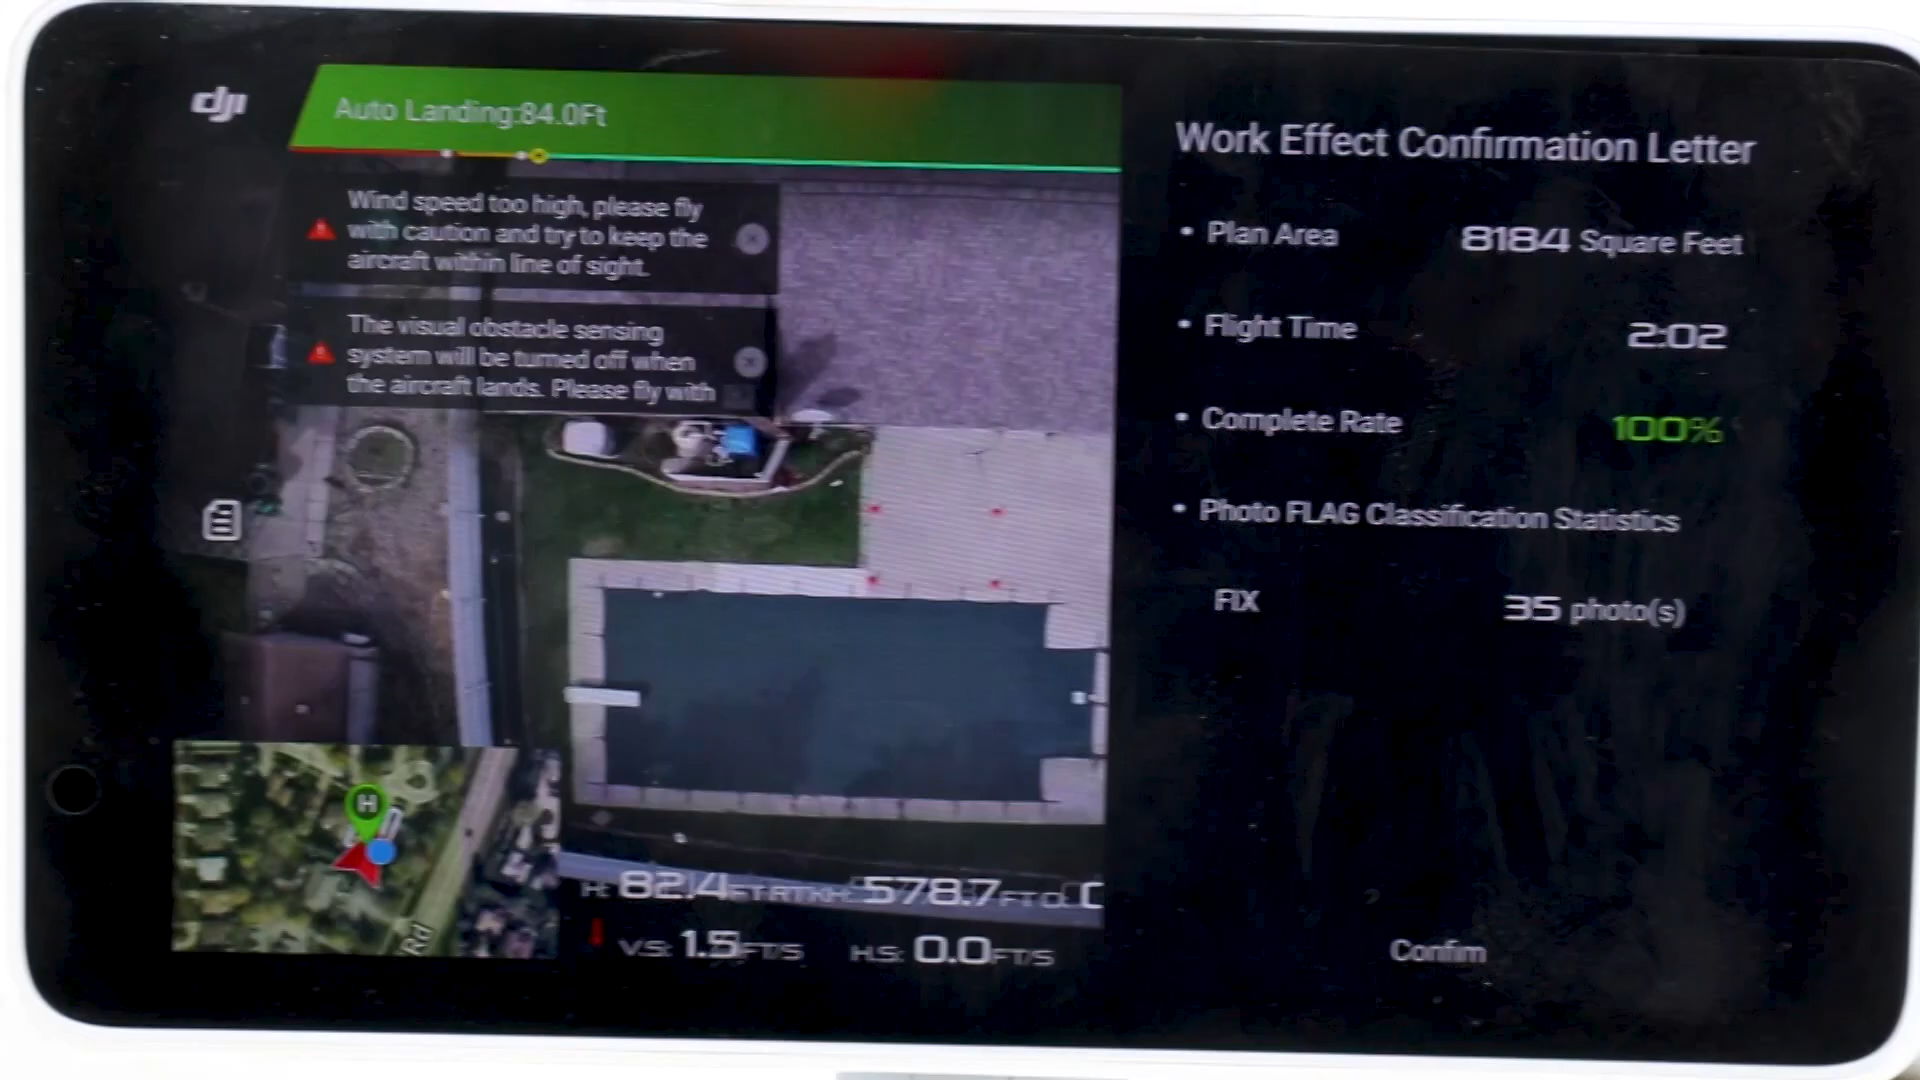 dji
Auto Landing:84.0Ft
Wind speed too high, please fly
with caution and try to keep the
aircraft within line of sight.
The visual obstacle sensing
system will be turned off when
the aircraft lands. Please fly with
H
Rd
H: 82.4FT RTKH: 578.7FT D:
V.S: 1.5FT/S H.S: 0.0FT/S
Work Effect Confirmation Letter
• Plan Area 8184 Square Feet
• Flight Time 2:02
• Complete Rate 100%
• Photo FLAG Classification Statistics
FIX 35 photo(s)
Confirm